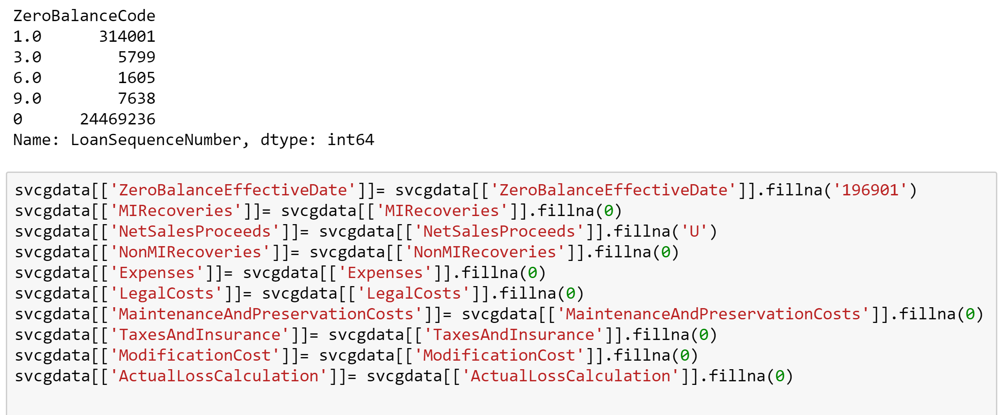 ZeroBalanceCode
1.0      314001
3.0        5799
6.0        1605
9.0        7638
0      24469236
Name: LoanSequenceNumber, dtype: int64
svcgdata[['ZeroBalanceEffectiveDate']]= svcgdata[['ZeroBalanceEffectiveDate']].fillna('196901')
svcgdata[['MIRecoveries']]= svcgdata[['MIRecoveries']].fillna(0)
svcgdata[['NetSalesProceeds']]= svcgdata[['NetSalesProceeds']].fillna('U')
svcgdata[['NonMIRecoveries']]= svcgdata[['NonMIRecoveries']].fillna(0)
svcgdata[['Expenses']]= svcgdata[['Expenses']].fillna(0)
svcgdata[['LegalCosts']]= svcgdata[['LegalCosts']].fillna(0)
svcgdata[['MaintenanceAndPreservationCosts']]= svcgdata[['MaintenanceAndPreservationCosts']].fillna(0)
svcgdata[['TaxesAndInsurance']]= svcgdata[['TaxesAndInsurance']].fillna(0)
svcgdata[['ModificationCost']]= svcgdata[['ModificationCost']].fillna(0)
svcgdata[['ActualLossCalculation']]= svcgdata[['ActualLossCalculation']].fillna(0)